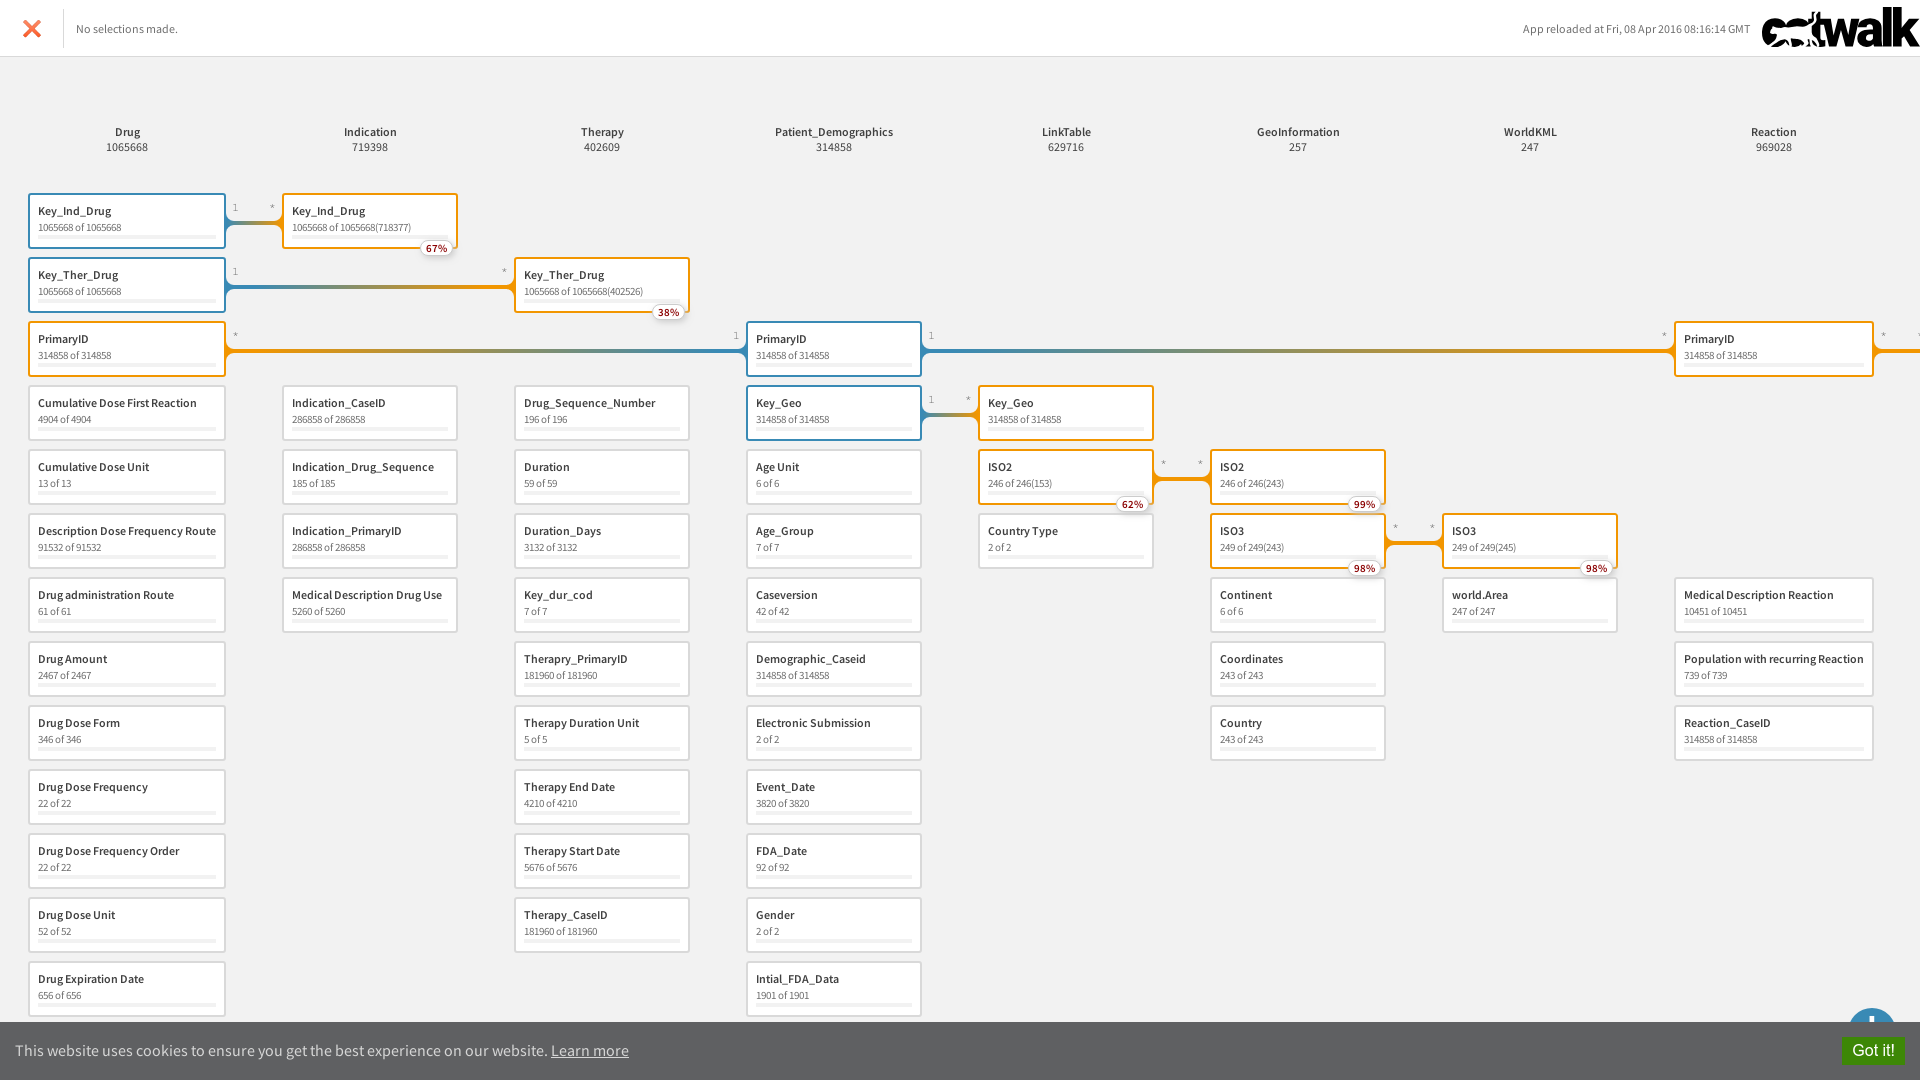 No selections made.
App reloaded at Fri, 08 Apr 2016 08:16:14 GMT
catwalk
Drug
1065668
Indication
719398
Therapy
402609
Patient_Demographics
314858
LinkTable
629716
GeoInformation
257
WorldKML
247
Reaction
969028
Key_Ind_Drug
1065668 of 1065668
1 *
Key_Ind_Drug
1065668 of 1065668(718377)
67%
Key_Ther_Drug
1065668 of 1065668
1 *
Key_Ther_Drug
1065668 of 1065668(402526)
38%
PrimaryID
314858 of 314858
* 1
PrimaryID
314858 of 314858
1 *
PrimaryID
314858 of 314858
*
Cumulative Dose First Reaction
4904 of 4904
Indication_CaseID
286858 of 286858
Drug_Sequence_Number
196 of 196
Key_Geo
314858 of 314858
1 *
Key_Geo
314858 of 314858
Cumulative Dose Unit
13 of 13
Indication_Drug_Sequence
185 of 185
Duration
59 of 59
Age Unit
6 of 6
ISO2
246 of 246(153)
62%
* *
ISO2
246 of 246(243)
99%
Description Dose Frequency Route
91532 of 91532
Indication_PrimaryID
286858 of 286858
Duration_Days
3132 of 3132
Age_Group
7 of 7
Country Type
2 of 2
ISO3
249 of 249(243)
98%
* *
ISO3
249 of 249(245)
98%
Drug administration Route
61 of 61
Medical Description Drug Use
5260 of 5260
Key_dur_cod
7 of 7
Caseversion
42 of 42
Continent
6 of 6
world.Area
247 of 247
Medical Description Reaction
10451 of 10451
Drug Amount
2467 of 2467
Therapry_PrimaryID
181960 of 181960
Demographic_Caseid
314858 of 314858
Coordinates
243 of 243
Population with recurring Reaction
739 of 739
Drug Dose Form
346 of 346
Therapy Duration Unit
5 of 5
Electronic Submission
2 of 2
Country
243 of 243
Reaction_CaseID
314858 of 314858
Drug Dose Frequency
22 of 22
Therapy End Date
4210 of 4210
Event_Date
3820 of 3820
Drug Dose Frequency Order
22 of 22
Therapy Start Date
5676 of 5676
FDA_Date
92 of 92
Drug Dose Unit
52 of 52
Therapy_CaseID
181960 of 181960
Gender
2 of 2
Drug Expiration Date
656 of 656
Intial_FDA_Data
1901 of 1901
This website uses cookies to ensure you get the best experience on our website. Learn more
Got it!